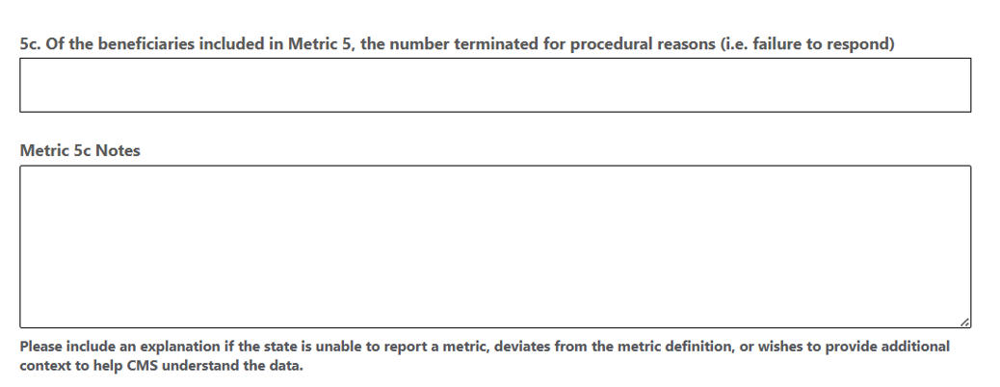 5c. Of the beneficiaries included in Metric 5, the number terminated for procedural reasons (i.e. failure to respond)
Metric 5c Notes
Please include an explanation if the state is unable to report a metric, deviates from the metric definition, or wishes to provide additional
context to help CMS understand the data.